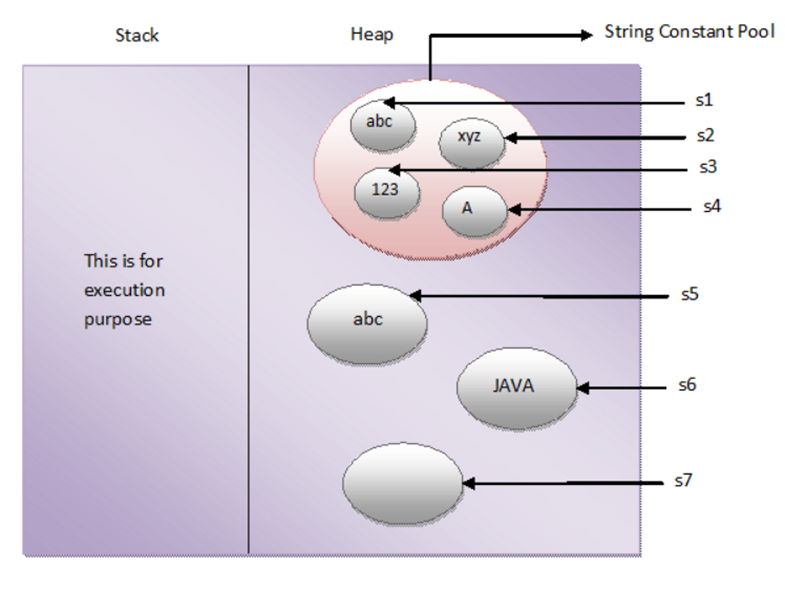 Stack
Heap
String Constant Pool
abc
s1
xyz
s2
123
s3
A
s4
This is for
execution
purpose
abc
s5
JAVA
s6
s7